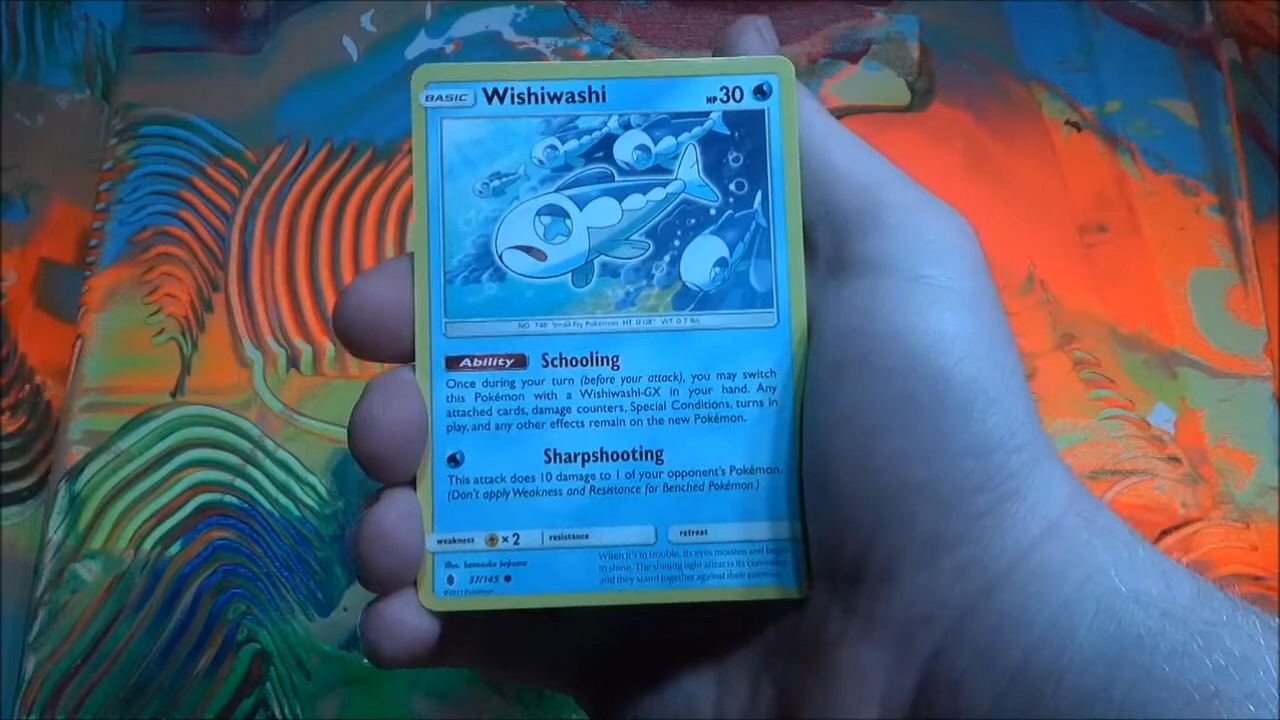 BASIC Wishiwashi HP 30
NO. 746 Small Fry Pokémon HT: 0'08" WT: 0.7 lbs.
Ability Schooling
Once during your turn (before your attack), you may switch
this Pokémon with a Wishiwashi-GX in your hand. Any
attached cards, damage counters, Special Conditions, turns in
play, and any other effects remain on the new Pokémon.
Sharpshooting
This attack does 10 damage to 1 of your opponent's Pokémon.
(Don't apply Weakness and Resistance for Benched Pokémon.)
weakness ×2 resistance retreat
Illus. Sanosuke Sakuma
37/145
©2017 Pokémon
When it's in trouble, its eyes moisten and begin
to shine. The shining light attracts its comrades,
and they stand together against their enemies.